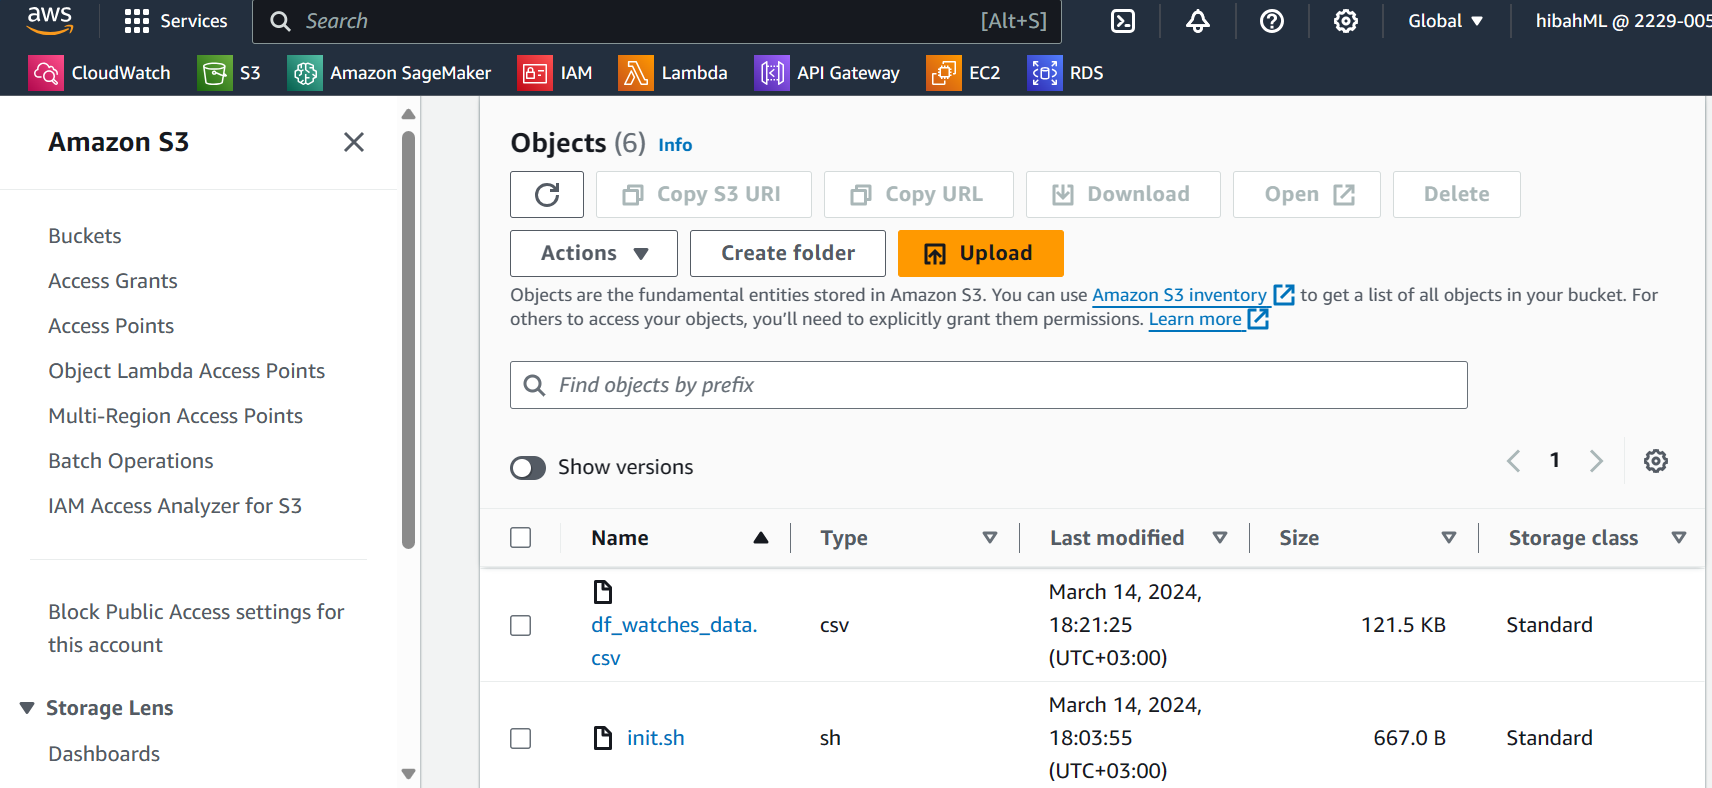 aws
Services
Search
[Alt+S]
Global
hibahML @ 2229-005
CloudWatch
S3
Amazon SageMaker
IAM
Lambda
API Gateway
EC2
RDS
Amazon S3
Buckets
Access Grants
Access Points
Object Lambda Access Points
Multi-Region Access Points
Batch Operations
IAM Access Analyzer for S3
Block Public Access settings for
this account
Storage Lens
Dashboards
Objects (6) Info
Copy S3 URI
Copy URL
Download
Open
Delete
Actions
Create folder
Upload
Objects are the fundamental entities stored in Amazon S3. You can use Amazon S3 inventory to get a list of all objects in your bucket. For
others to access your objects, you’ll need to explicitly grant them permissions. Learn more
Find objects by prefix
Show versions
1
Name
Type
Last modified
Size
Storage class
df_watches_data.
csv
csv
March 14, 2024,
18:21:25
(UTC+03:00)
121.5 KB
Standard
init.sh
sh
March 14, 2024,
18:03:55
(UTC+03:00)
667.0 B
Standard